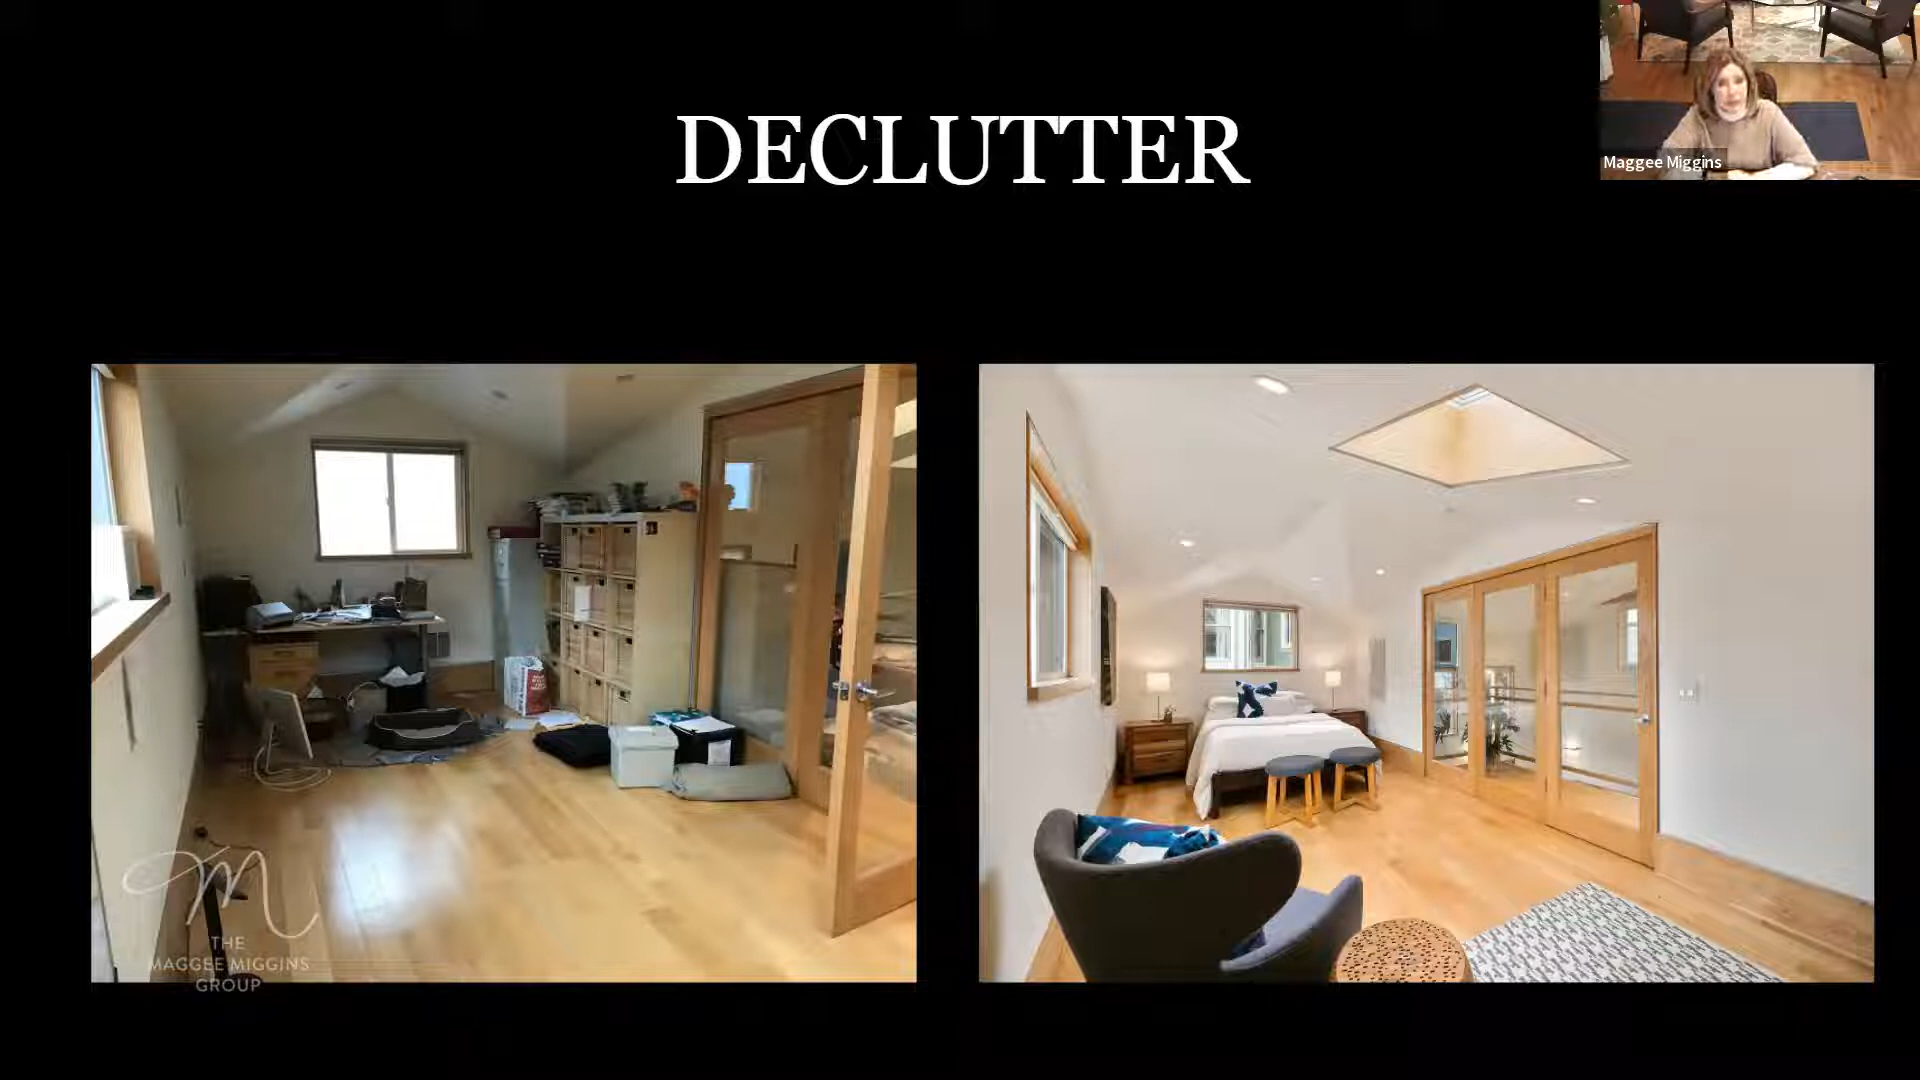 DECLUTTER
Maggee Miggins
THE
MAGGEE MIGGINS
GROUP